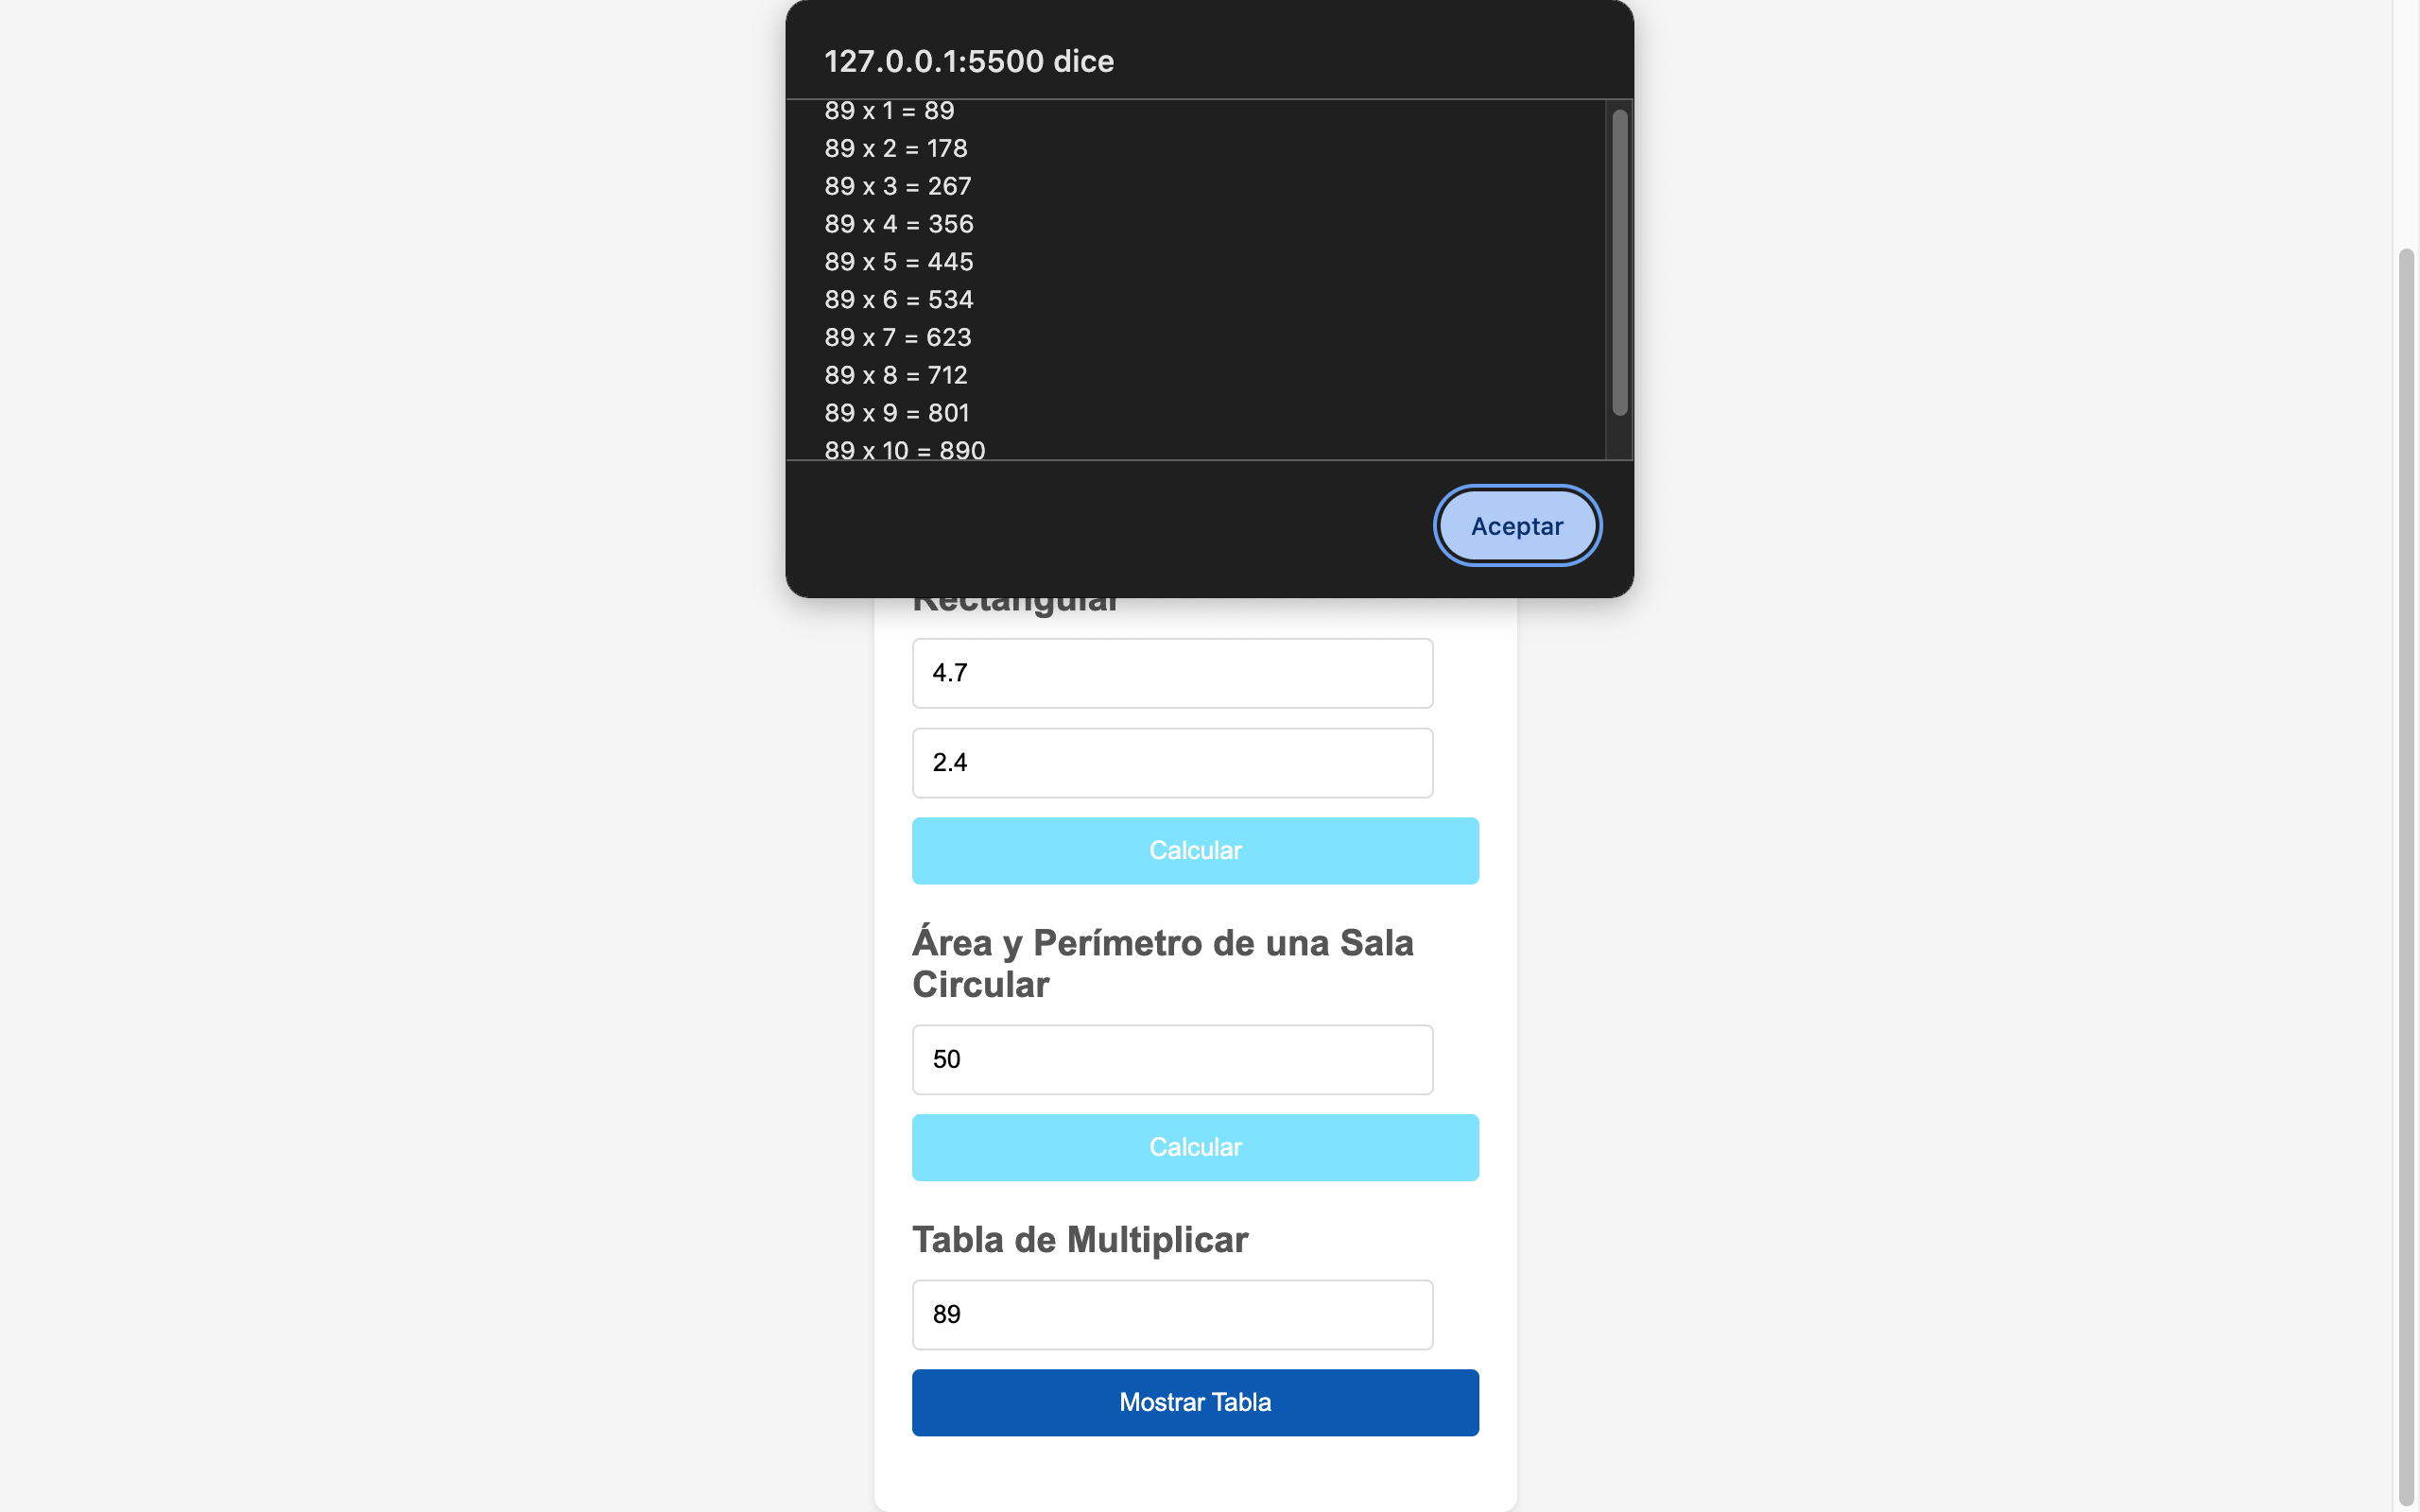 127.0.0.1:5500 dice
89 x 1 = 89
89 x 2 = 178
89 x 3 = 267
89 x 4 = 356
89 x 5 = 445
89 x 6 = 534
89 x 7 = 623
89 x 8 = 712
89 x 9 = 801
89 x 10 = 890
Aceptar
Rectangular
4.7
2.4
Calcular
Área y Perímetro de una Sala
Circular
50
Calcular
Tabla de Multiplicar
89
Mostrar Tabla